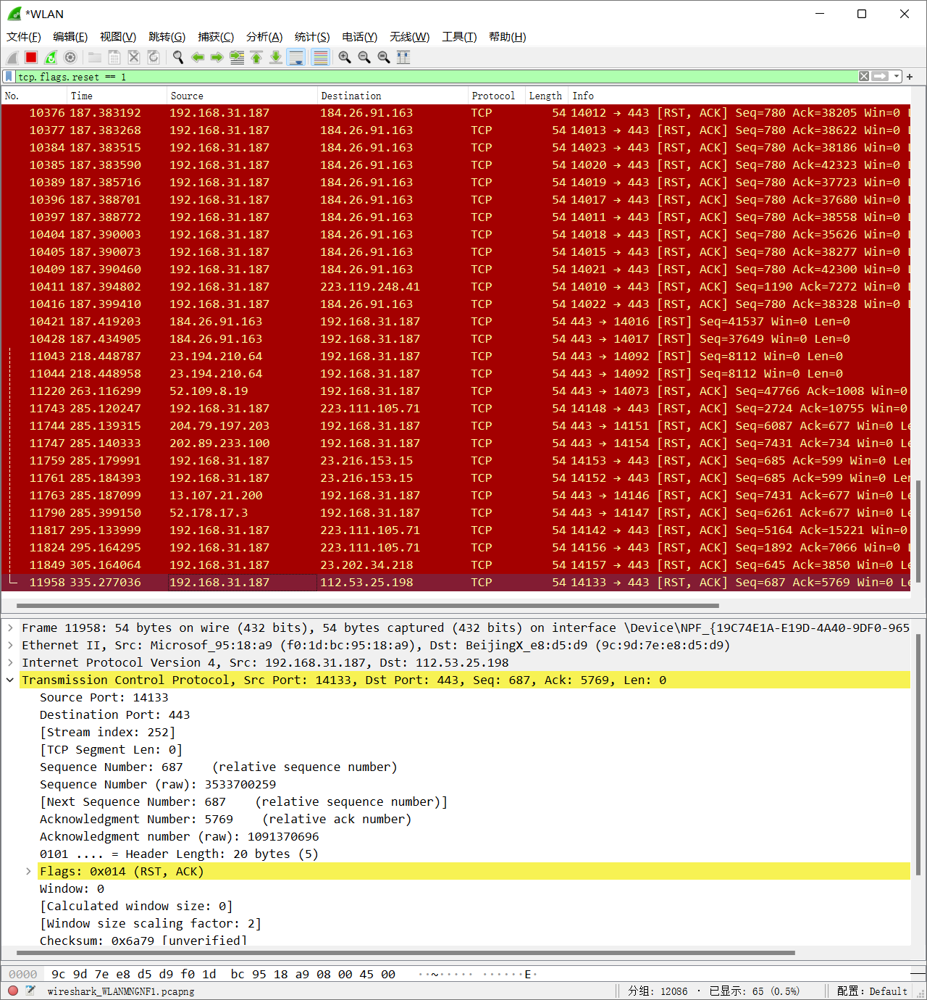 *WLAN
文件(F) 编辑(E) 视图(V) 跳转(G) 捕获(C) 分析(A) 统计(S) 电话(Y) 无线(W) 工具(T) 帮助(H)
tcp.flags.reset == 1
No. Time Source Destination Protocol Length Info
10376 187.383192 192.168.31.187 184.26.91.163 TCP 54 14012 → 443 [RST, ACK] Seq=780 Ack=38205 Win=0 L
10377 187.383268 192.168.31.187 184.26.91.163 TCP 54 14013 → 443 [RST, ACK] Seq=780 Ack=38622 Win=0 L
10384 187.383515 192.168.31.187 184.26.91.163 TCP 54 14023 → 443 [RST, ACK] Seq=780 Ack=38186 Win=0 L
10385 187.383590 192.168.31.187 184.26.91.163 TCP 54 14020 → 443 [RST, ACK] Seq=780 Ack=42323 Win=0 L
10389 187.385716 192.168.31.187 184.26.91.163 TCP 54 14019 → 443 [RST, ACK] Seq=780 Ack=37723 Win=0 L
10396 187.388701 192.168.31.187 184.26.91.163 TCP 54 14017 → 443 [RST, ACK] Seq=780 Ack=37680 Win=0 L
10397 187.388772 192.168.31.187 184.26.91.163 TCP 54 14011 → 443 [RST, ACK] Seq=780 Ack=38558 Win=0 L
10404 187.390003 192.168.31.187 184.26.91.163 TCP 54 14018 → 443 [RST, ACK] Seq=780 Ack=35626 Win=0 L
10405 187.390073 192.168.31.187 184.26.91.163 TCP 54 14015 → 443 [RST, ACK] Seq=780 Ack=38277 Win=0 L
10409 187.390460 192.168.31.187 184.26.91.163 TCP 54 14021 → 443 [RST, ACK] Seq=780 Ack=42300 Win=0 L
10411 187.394802 192.168.31.187 223.119.248.41 TCP 54 14010 → 443 [RST, ACK] Seq=1190 Ack=7272 Win=0 L
10416 187.399410 192.168.31.187 184.26.91.163 TCP 54 14022 → 443 [RST, ACK] Seq=780 Ack=38328 Win=0 L
10421 187.419203 184.26.91.163 192.168.31.187 TCP 54 443 → 14016 [RST] Seq=41537 Win=0 Len=0
10428 187.434905 184.26.91.163 192.168.31.187 TCP 54 443 → 14017 [RST] Seq=37649 Win=0 Len=0
11043 218.448787 23.194.210.64 192.168.31.187 TCP 54 443 → 14092 [RST] Seq=8112 Win=0 Len=0
11044 218.448958 23.194.210.64 192.168.31.187 TCP 54 443 → 14092 [RST] Seq=8112 Win=0 Len=0
11220 263.116299 52.109.8.19 192.168.31.187 TCP 54 443 → 14073 [RST, ACK] Seq=47766 Ack=1008 Win=0
11743 285.120247 192.168.31.187 223.111.105.71 TCP 54 14148 → 443 [RST, ACK] Seq=2724 Ack=10755 Win=0
11744 285.139315 204.79.197.203 192.168.31.187 TCP 54 443 → 14151 [RST, ACK] Seq=6087 Ack=677 Win=0 Le
11747 285.140333 202.89.233.100 192.168.31.187 TCP 54 443 → 14154 [RST, ACK] Seq=7431 Ack=734 Win=0 Le
11759 285.179991 192.168.31.187 23.216.153.15 TCP 54 14153 → 443 [RST, ACK] Seq=685 Ack=599 Win=0 Len
11761 285.184393 192.168.31.187 23.216.153.15 TCP 54 14152 → 443 [RST, ACK] Seq=685 Ack=599 Win=0 Len
11763 285.187099 13.107.21.200 192.168.31.187 TCP 54 443 → 14146 [RST, ACK] Seq=7431 Ack=677 Win=0 Le
11790 285.399150 52.178.17.3 192.168.31.187 TCP 54 443 → 14147 [RST, ACK] Seq=6261 Ack=677 Win=0 Le
11817 295.133999 192.168.31.187 223.111.105.71 TCP 54 14142 → 443 [RST, ACK] Seq=5164 Ack=15221 Win=0
11824 295.164295 192.168.31.187 223.111.105.71 TCP 54 14156 → 443 [RST, ACK] Seq=1892 Ack=7066 Win=0 L
11849 305.164064 192.168.31.187 23.202.34.218 TCP 54 14157 → 443 [RST, ACK] Seq=645 Ack=3850 Win=0 Le
11958 335.277036 192.168.31.187 112.53.25.198 TCP 54 14133 → 443 [RST, ACK] Seq=687 Ack=5769 Win=0 Le
Frame 11958: 54 bytes on wire (432 bits), 54 bytes captured (432 bits) on interface \Device\NPF_{19C74E1A-E19D-4A40-9DF0-965
Ethernet II, Src: Microsof_95:18:a9 (f0:1d:bc:95:18:a9), Dst: BeijingX_e8:d5:d9 (9c:9d:7e:e8:d5:d9)
Internet Protocol Version 4, Src: 192.168.31.187, Dst: 112.53.25.198
Transmission Control Protocol, Src Port: 14133, Dst Port: 443, Seq: 687, Ack: 5769, Len: 0
Source Port: 14133
Destination Port: 443
[Stream index: 252]
[TCP Segment Len: 0]
Sequence Number: 687 (relative sequence number)
Sequence Number (raw): 3533700259
[Next Sequence Number: 687 (relative sequence number)]
Acknowledgment Number: 5769 (relative ack number)
Acknowledgment number (raw): 1091370696
0101 .... = Header Length: 20 bytes (5)
Flags: 0x014 (RST, ACK)
Window: 0
[Calculated window size: 0]
[Window size scaling factor: 2]
Checksum: 0x6a79 [unverified]
0000 9c 9d 7e e8 d5 d9 f0 1d bc 95 18 a9 08 00 45 00 ··~····· ······E·
wireshark_WLANMNGNF1.pcapng 分组: 12086 · 已显示: 65 (0.5%) 配置: Default